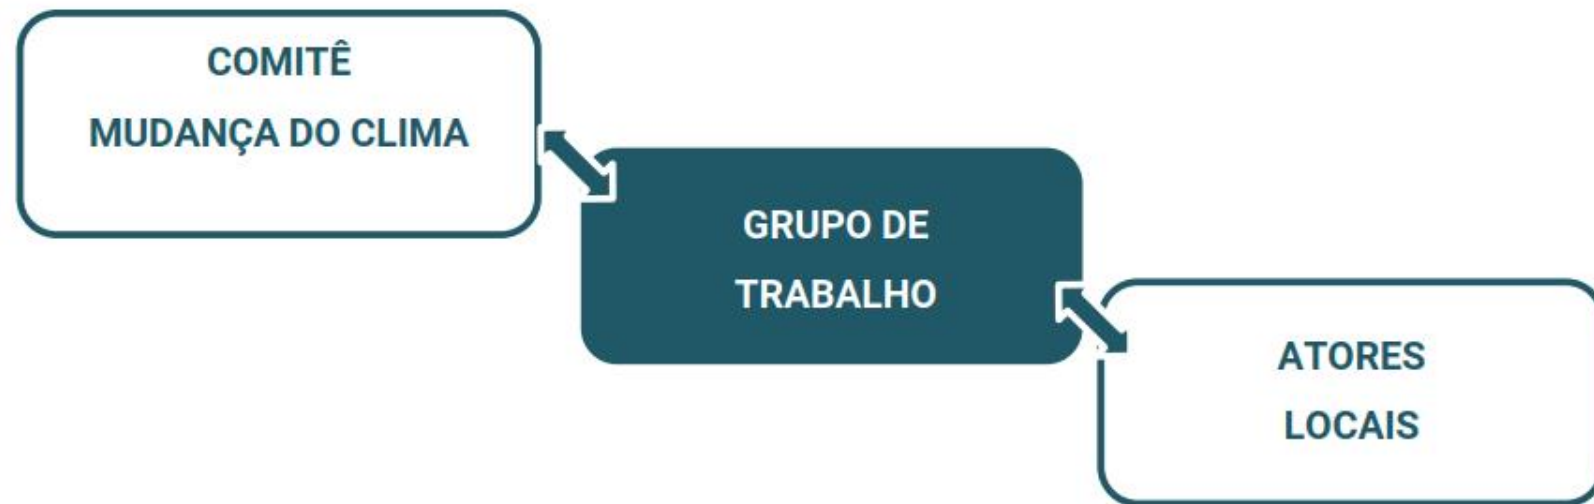 COMITÊ
MUDANÇA DO CLIMA
GRUPO DE
TRABALHO
ATORES
LOCAIS